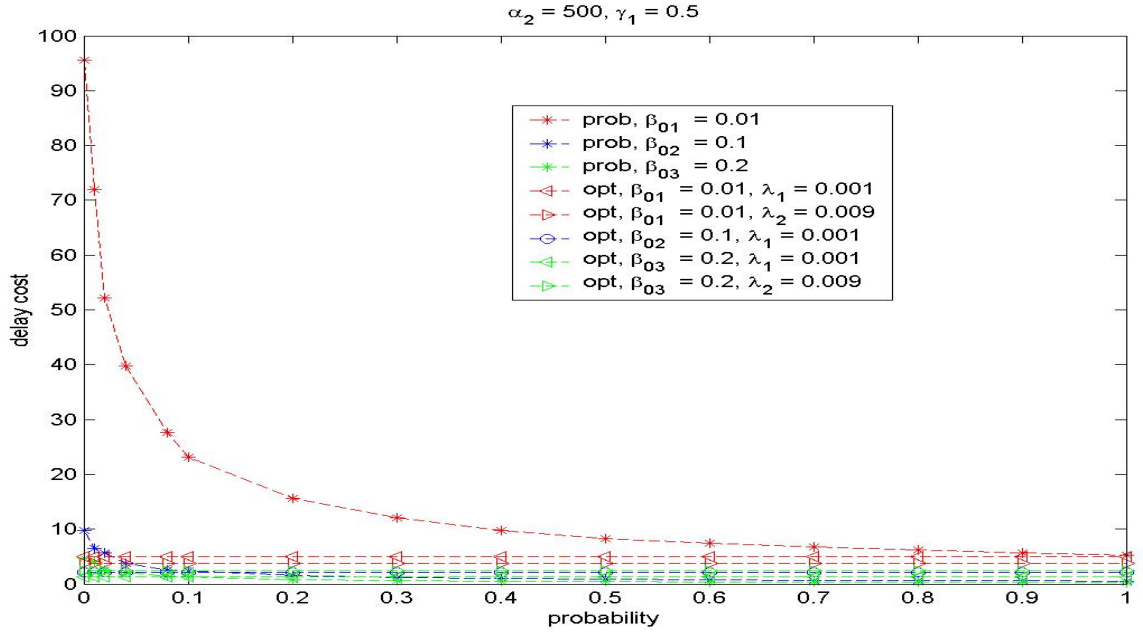 α₂ = 500, γ₁ = 0.5
100
90
80
70
60
50
40
30
20
10
0
delay cost
prob, β₀₁ = 0.01
prob, β₀₂ = 0.1
prob, β₀₃ = 0.2
opt, β₀₁ = 0.01, λ₁ = 0.001
opt, β₀₁ = 0.01, λ₂ = 0.009
opt, β₀₂ = 0.1, λ₁ = 0.001
opt, β₀₃ = 0.2, λ₁ = 0.001
opt, β₀₃ = 0.2, λ₂ = 0.009
0 0.1 0.2 0.3 0.4 0.5 0.6 0.7 0.8 0.9 1
probability